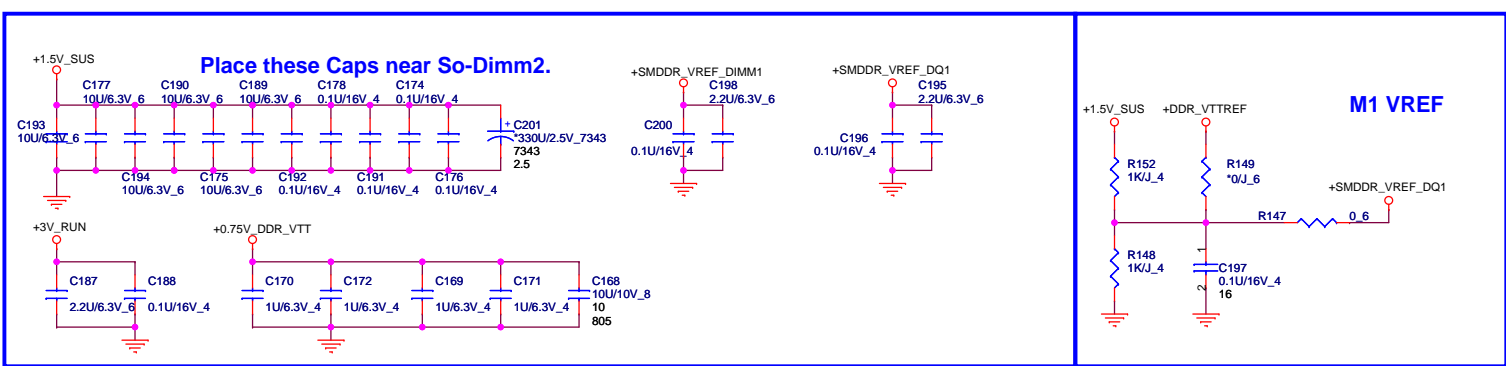 Place these Caps near So-Dimm2.
+1.5V_SUS
C177
10U/6.3V_6
C190
10U/6.3V_6
C189
10U/6.3V_6
C178
0.1U/16V_4
C174
0.1U/16V_4
C193
10U/6.3V_6
C194
10U/6.3V_6
C175
10U/6.3V_6
C192
0.1U/16V_4
C191
0.1U/16V_4
C176
0.1U/16V_4
+
C201
*330U/2.5V_7343
7343
2.5
+SMDDR_VREF_DIMM1
C198
2.2U/6.3V_6
C200
0.1U/16V_4
+SMDDR_VREF_DQ1
C195
2.2U/6.3V_6
C196
0.1U/16V_4
+3V_RUN
C187
2.2U/6.3V_6
C188
0.1U/16V_4
+0.75V_DDR_VTT
C170
1U/6.3V_4
C172
1U/6.3V_4
C169
1U/6.3V_4
C171
1U/6.3V_4
C168
10U/10V_8
10
805
M1 VREF
+1.5V_SUS
+DDR_VTTREF
R152
1K/J_4
R149
*0/J_6
+SMDDR_VREF_DQ1
R147
0_6
R148
1K/J_4
1
2
C197
0.1U/16V_4
16